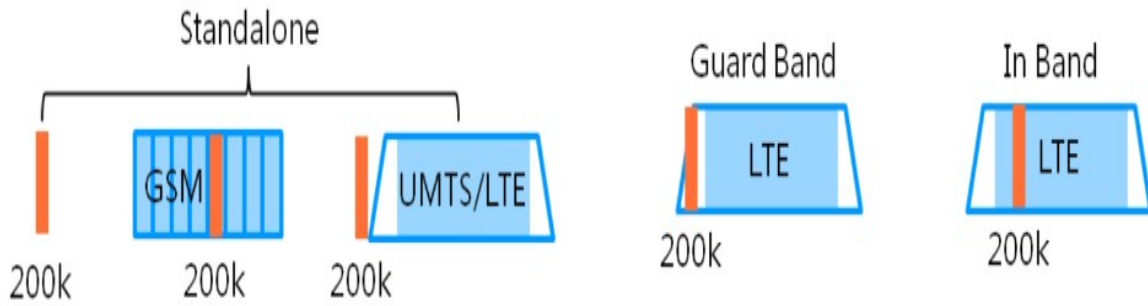 Standalone
Guard Band
In Band
GSM
UMTS/LTE
LTE
LTE
200k
200k
200k
200k
200k